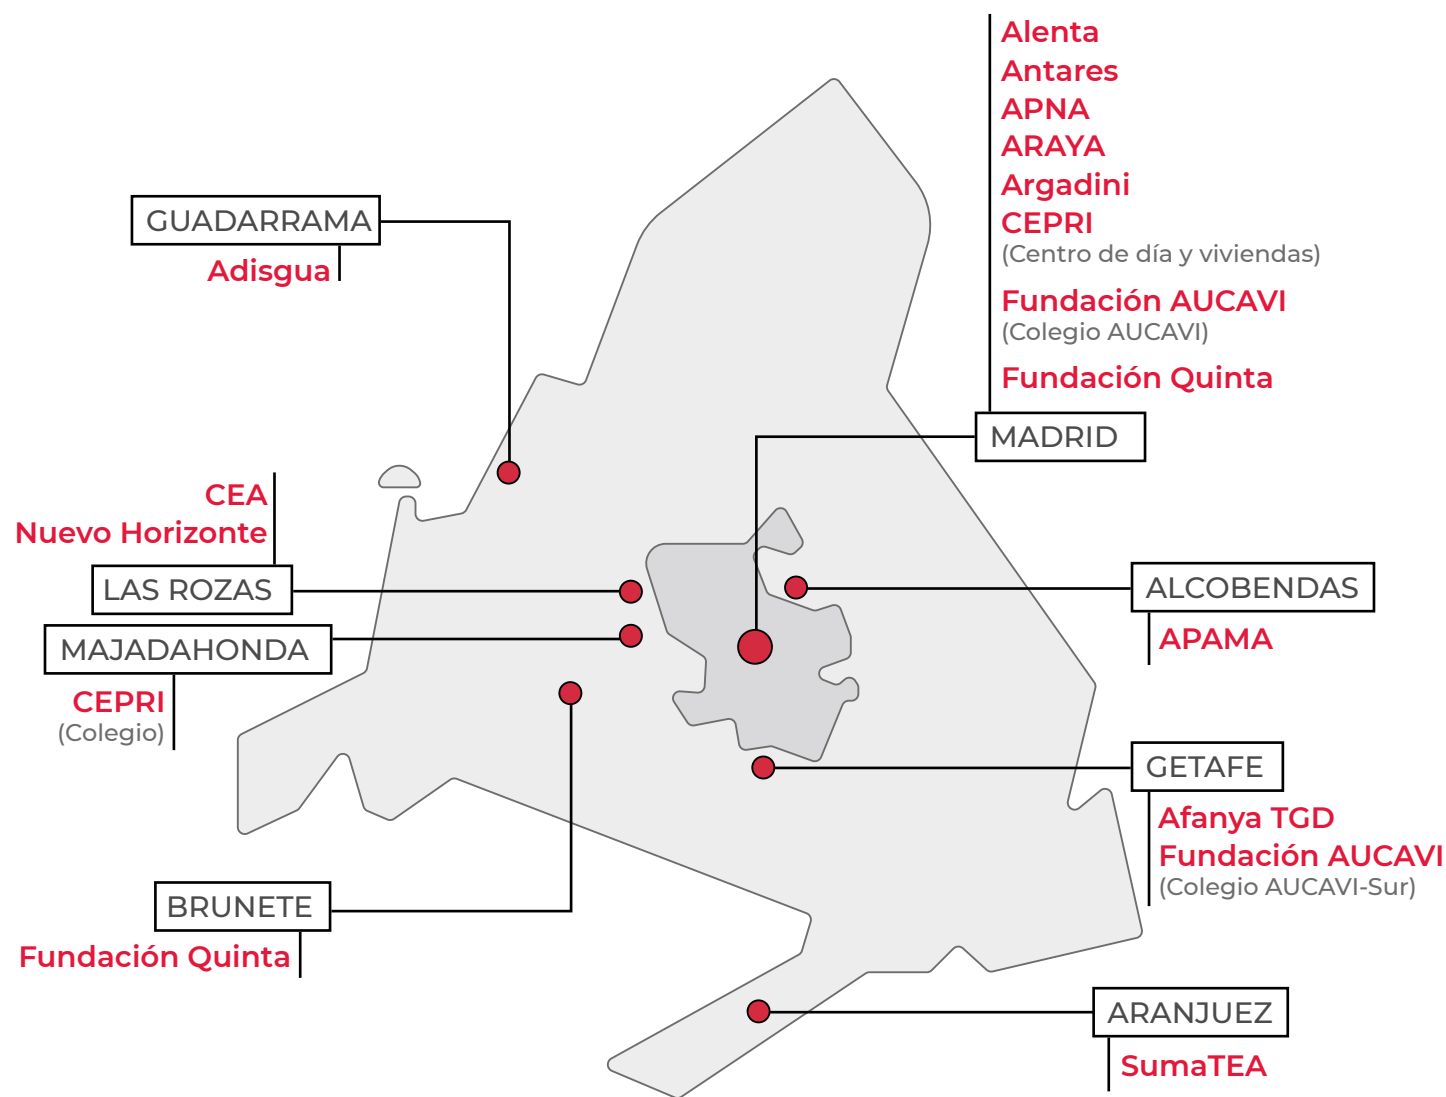 Alenta
Antares
APNA
ARAYA
Argadini
CEPRI
(Centro de día y viviendas)
Fundación AUCAVI
(Colegio AUCAVI)
Fundación Quinta
MADRID
GUADARRAMA
Adisgua
CEA
Nuevo Horizonte
LAS ROZAS
MAJADAHONDA
CEPRI
(Colegio)
ALCOBENDAS
APAMA
GETAFE
Afanya TGD
Fundación AUCAVI
(Colegio AUCAVI-Sur)
BRUNETE
Fundación Quinta
ARANJUEZ
SumaTEA